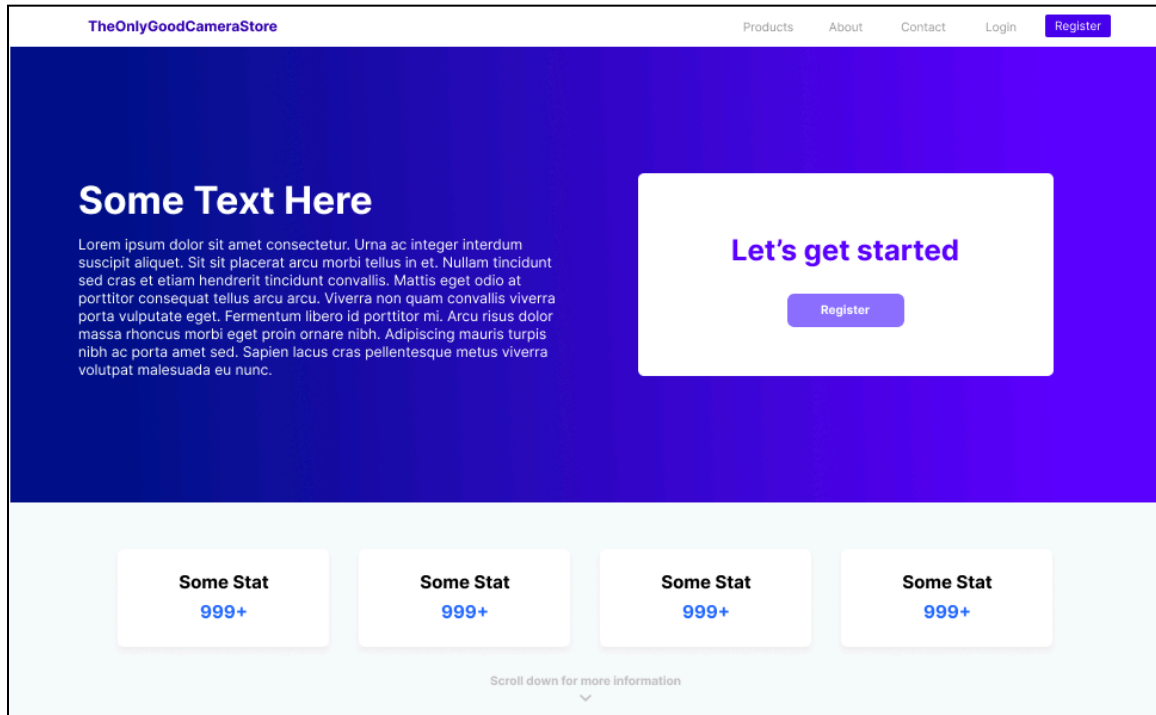 TheOnlyGoodCameraStore
Products About Contact Login Register
Some Text Here
Lorem ipsum dolor sit amet consectetur. Urna ac integer interdum
suscipit aliquet. Sit sit placerat arcu morbi tellus in et. Nullam tincidunt
sed cras et etiam hendrerit tincidunt convallis. Mattis eget odio at
porttitor consequat tellus arcu arcu. Viverra non quam convallis viverra
porta vulputate eget. Fermentum libero id porttitor mi. Arcu risus dolor
massa rhoncus morbi eget proin ornare nibh. Adipiscing mauris turpis
nibh ac porta amet sed. Sapien lacus cras pellentesque metus viverra
volutpat malesuada eu nunc.
Let’s get started
Register
Some Stat
999+
Some Stat
999+
Some Stat
999+
Some Stat
999+
Scroll down for more information